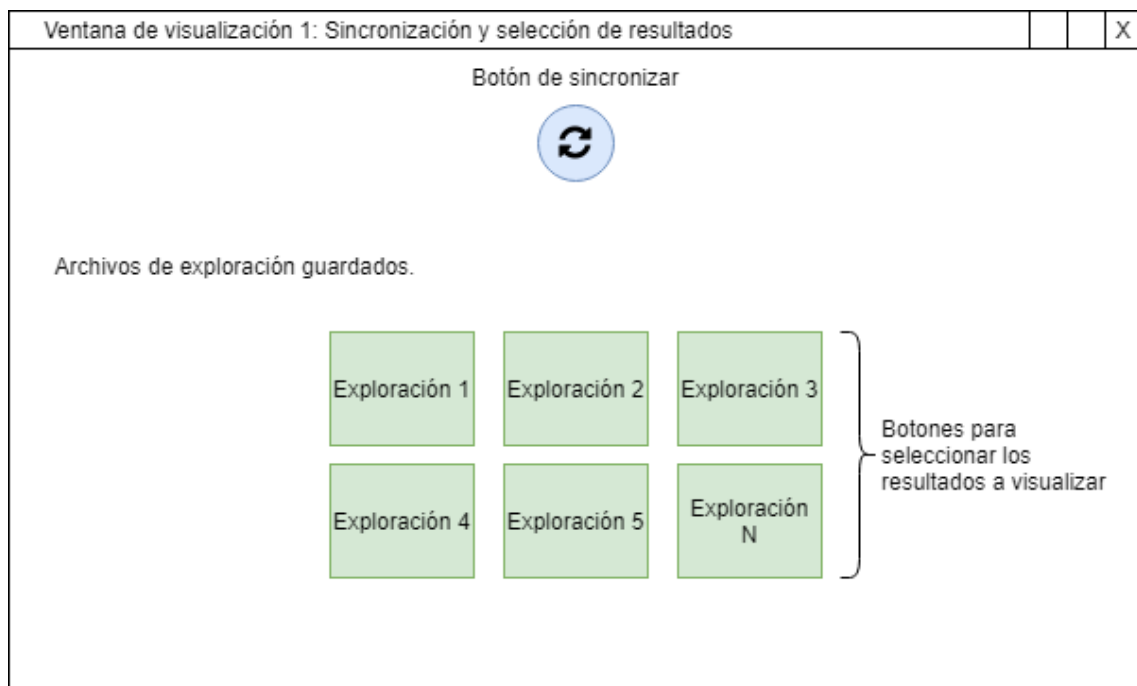 Ventana de visualización 1: Sincronización y selección de resultados
X
Botón de sincronizar
Archivos de exploración guardados.
Exploración 1
Exploración 2
Exploración 3
Botones para
seleccionar los
resultados a visualizar
Exploración 4
Exploración 5
Exploración
N